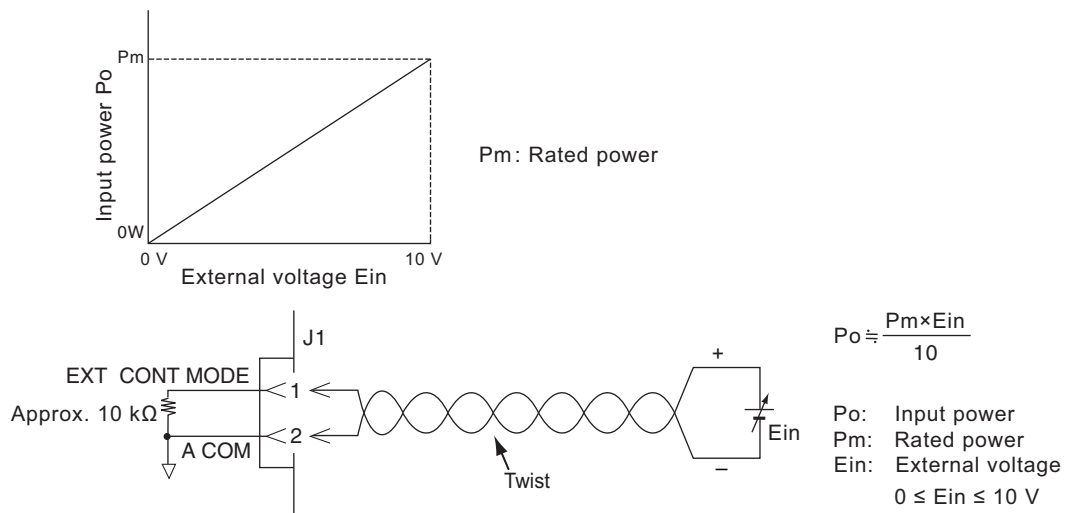 Pm
Input power Po
0W
0 V
10 V
External voltage Ein
Pm: Rated power
J1
EXT CONT MODE
1
Approx. 10 kΩ
2
A COM
Twist
+
Ein
–
Po≒Pm×Ein
10
Po: Input power
Pm: Rated power
Ein: External voltage
0 ≤ Ein ≤ 10 V